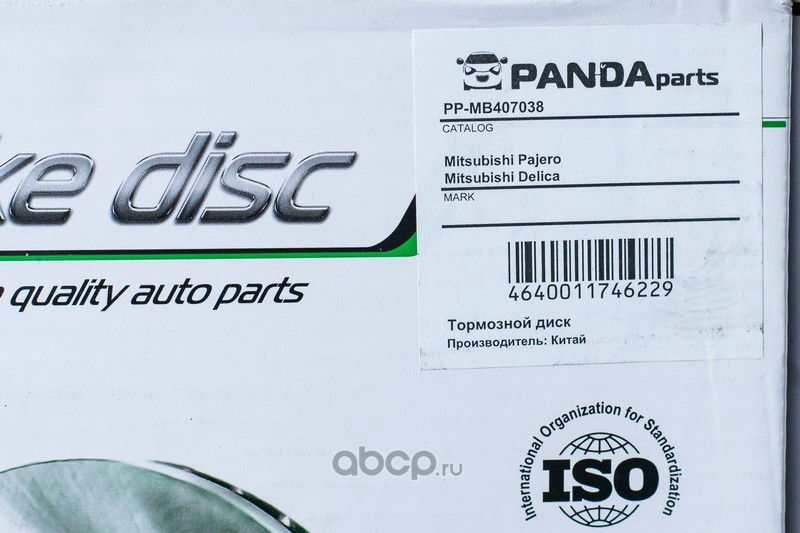 PANDAparts
PP-MB407038
CATALOG
Mitsubishi Pajero
Mitsubishi Delica
MARK
4640011746229
Тормозной диск
Производитель: Китай
disc
quality auto parts
International Organization for Standardization
ISO
abcp.ru